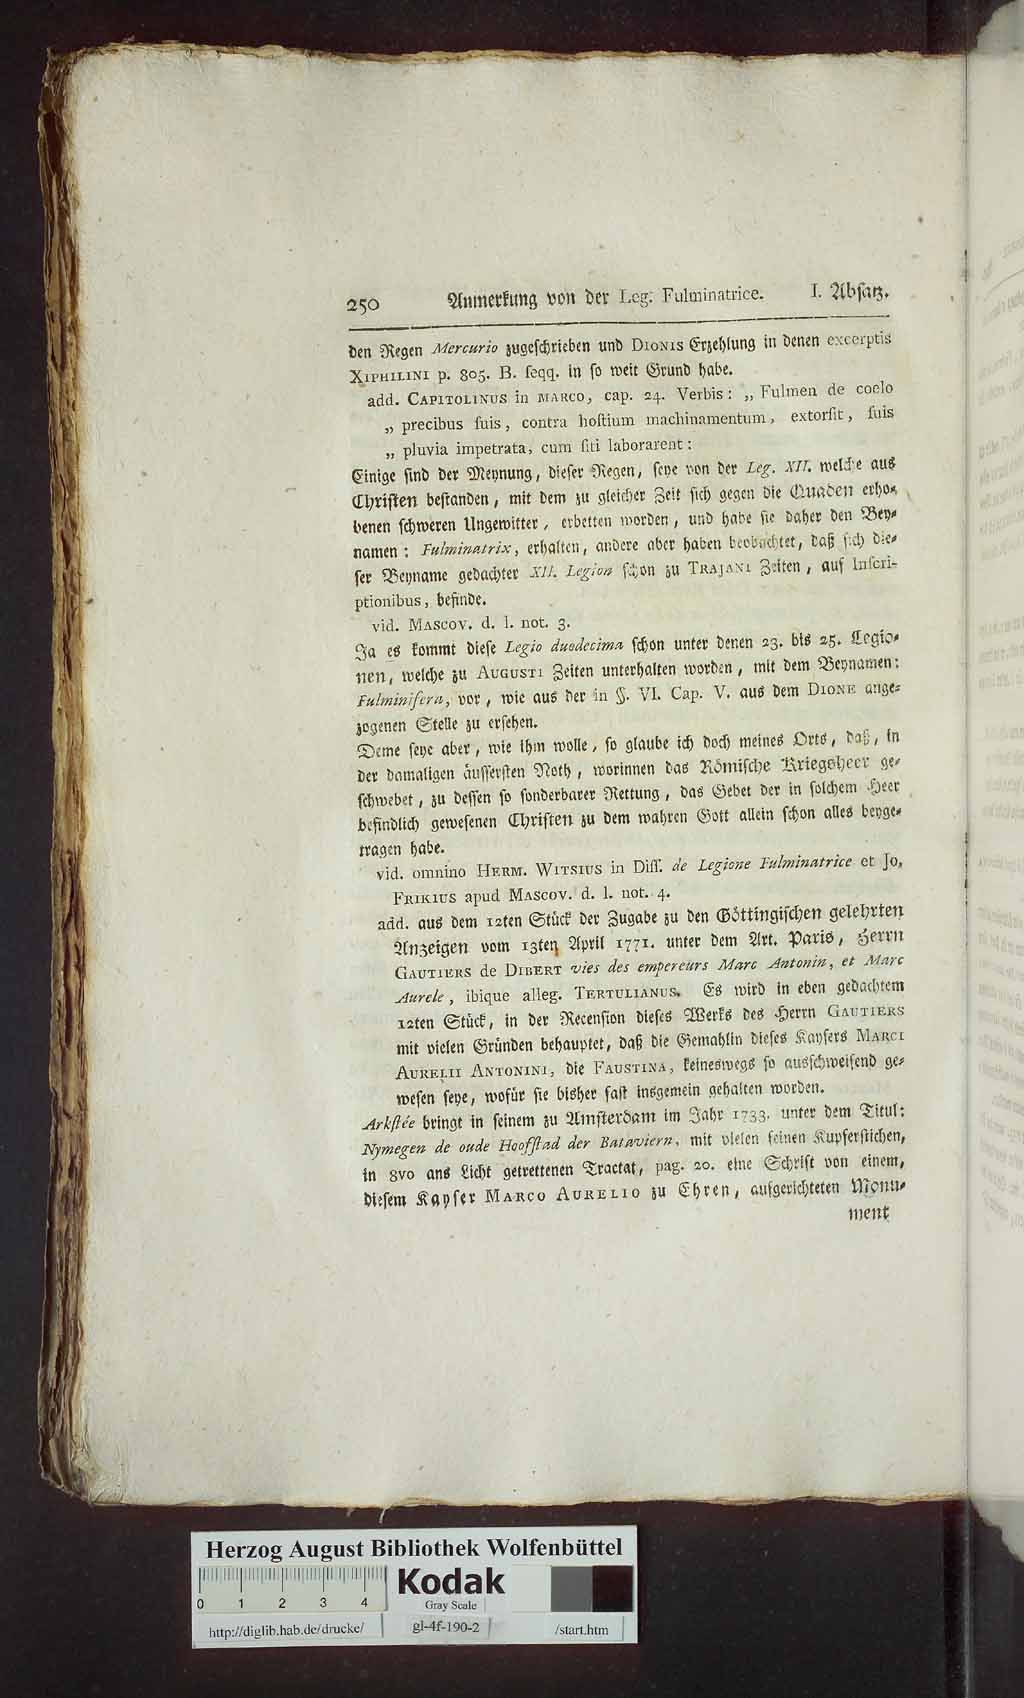 250 Anmerkung von der Leg. Fulminatrice. I. Absatz.
den Regen Mercurio zugeschrieben und DIONIS Erzehlung in denen excerptis
XIPHILINI p. 805. B. ſeqq. in so weit Grund habe.
add. CAPITOLINUS in MARCO, cap. 24. Verbis: „ Fulmen de coelo
„ precibus ſuis, contra hoſtium machinamentum, extorſit, ſuis
„ pluvia impetrata, cum ſiti laborarent:
Einige ſind der Meynung, dieſer Regen, ſeye von der Leg. XII. welche aus
Chriſten beſtanden, mit dem zu gleicher Zeit ſich gegen die Quaden erho-
benen ſchweren Ungewitter, erbetten worden, und habe ſie daher den Bey-
namen: Fulminatrix, erhalten, andere aber haben beobachtet, daß ſich die-
ſer Beyname gedachter XII. Legion ſchon zu TRAJANI Zeiten, auf Inſcri-
ptionibus, befinde.
vid. MASCOV. d. l. not. 3.
Ja es kommt dieſe Legio duodecima ſchon unter denen 23. bis 25. Legio-
nen, welche zu AUGUSTI Zeiten unterhalten worden, mit dem Beynamen:
Fulminifera, vor, wie aus der in §. VI. Cap. V. aus dem DIONE ange-
zogenen Stelle zu erſehen.
Deme ſeye aber, wie ihm wolle, ſo glaube ich doch meines Orts, daß, in
der damaligen äuſſerſten Noth, worinnen das Römiſche Kriegsheer ge-
ſchwebet, zu deſſen ſo ſonderbarer Rettung, das Gebet der in ſolchem Heer
befindlich geweſenen Chriſten zu dem wahren Gott allein ſchon alles beyge-
tragen habe.
vid. omnino HERM. WITSIUS in Diſſ. de Legione Fulminatrice et JO.
FRIKIUS apud MASCOV. d. l. not. 4.
add. aus dem 12ten Stück der Zugabe zu den Göttingiſchen gelehrten
Anzeigen vom 13ten April 1771. unter dem Art. Paris, Herrn
GAUTIERS de DIBERT vies des empereurs Marc Antonin, et Marc
Aurele, ibique alleg. TERTULIANUS. Es wird in eben gedachtem
12ten Stück, in der Recenſion dieſes Werks des Herrn GAUTIERS
mit vielen Gründen behauptet, daß die Gemahlin dieſes Kayſers MARCI
AURELII ANTONINI, die FAUSTINA, keineswegs ſo ausſchweifend ge-
weſen ſeye, wofür ſie bisher faſt insgemein gehalten worden.
Arkſtée bringt in ſeinem zu Amſterdam im Jahr 1733. unter dem Titul:
Nymegen de oude Hoofſtad der Bataviern, mit vielen feinen Kupferſtichen,
in 8vo ans Licht getrettenen Tractat, pag. 20. eine Schrift von einem,
dieſem Kayſer MARCO AURELIO zu Ehren, aufgerichteten Monu-
ment
Herzog August Bibliothek Wolfenbüttel
0 1 2 3 4
Kodak
Gray Scale
http://diglib.hab.de/drucke/ gl-4f-190-2 /start.htm